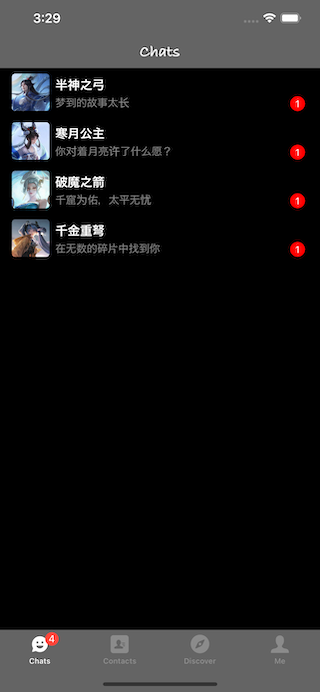 3:29
Chats
半神之弓
梦到的故事太长
1
寒月公主
你对着月亮许了什么愿？
1
破魔之箭
千窟为佑，太平无忧
1
千金重弩
在无数的碎片中找到你
1
4
Chats
Contacts
Discover
Me